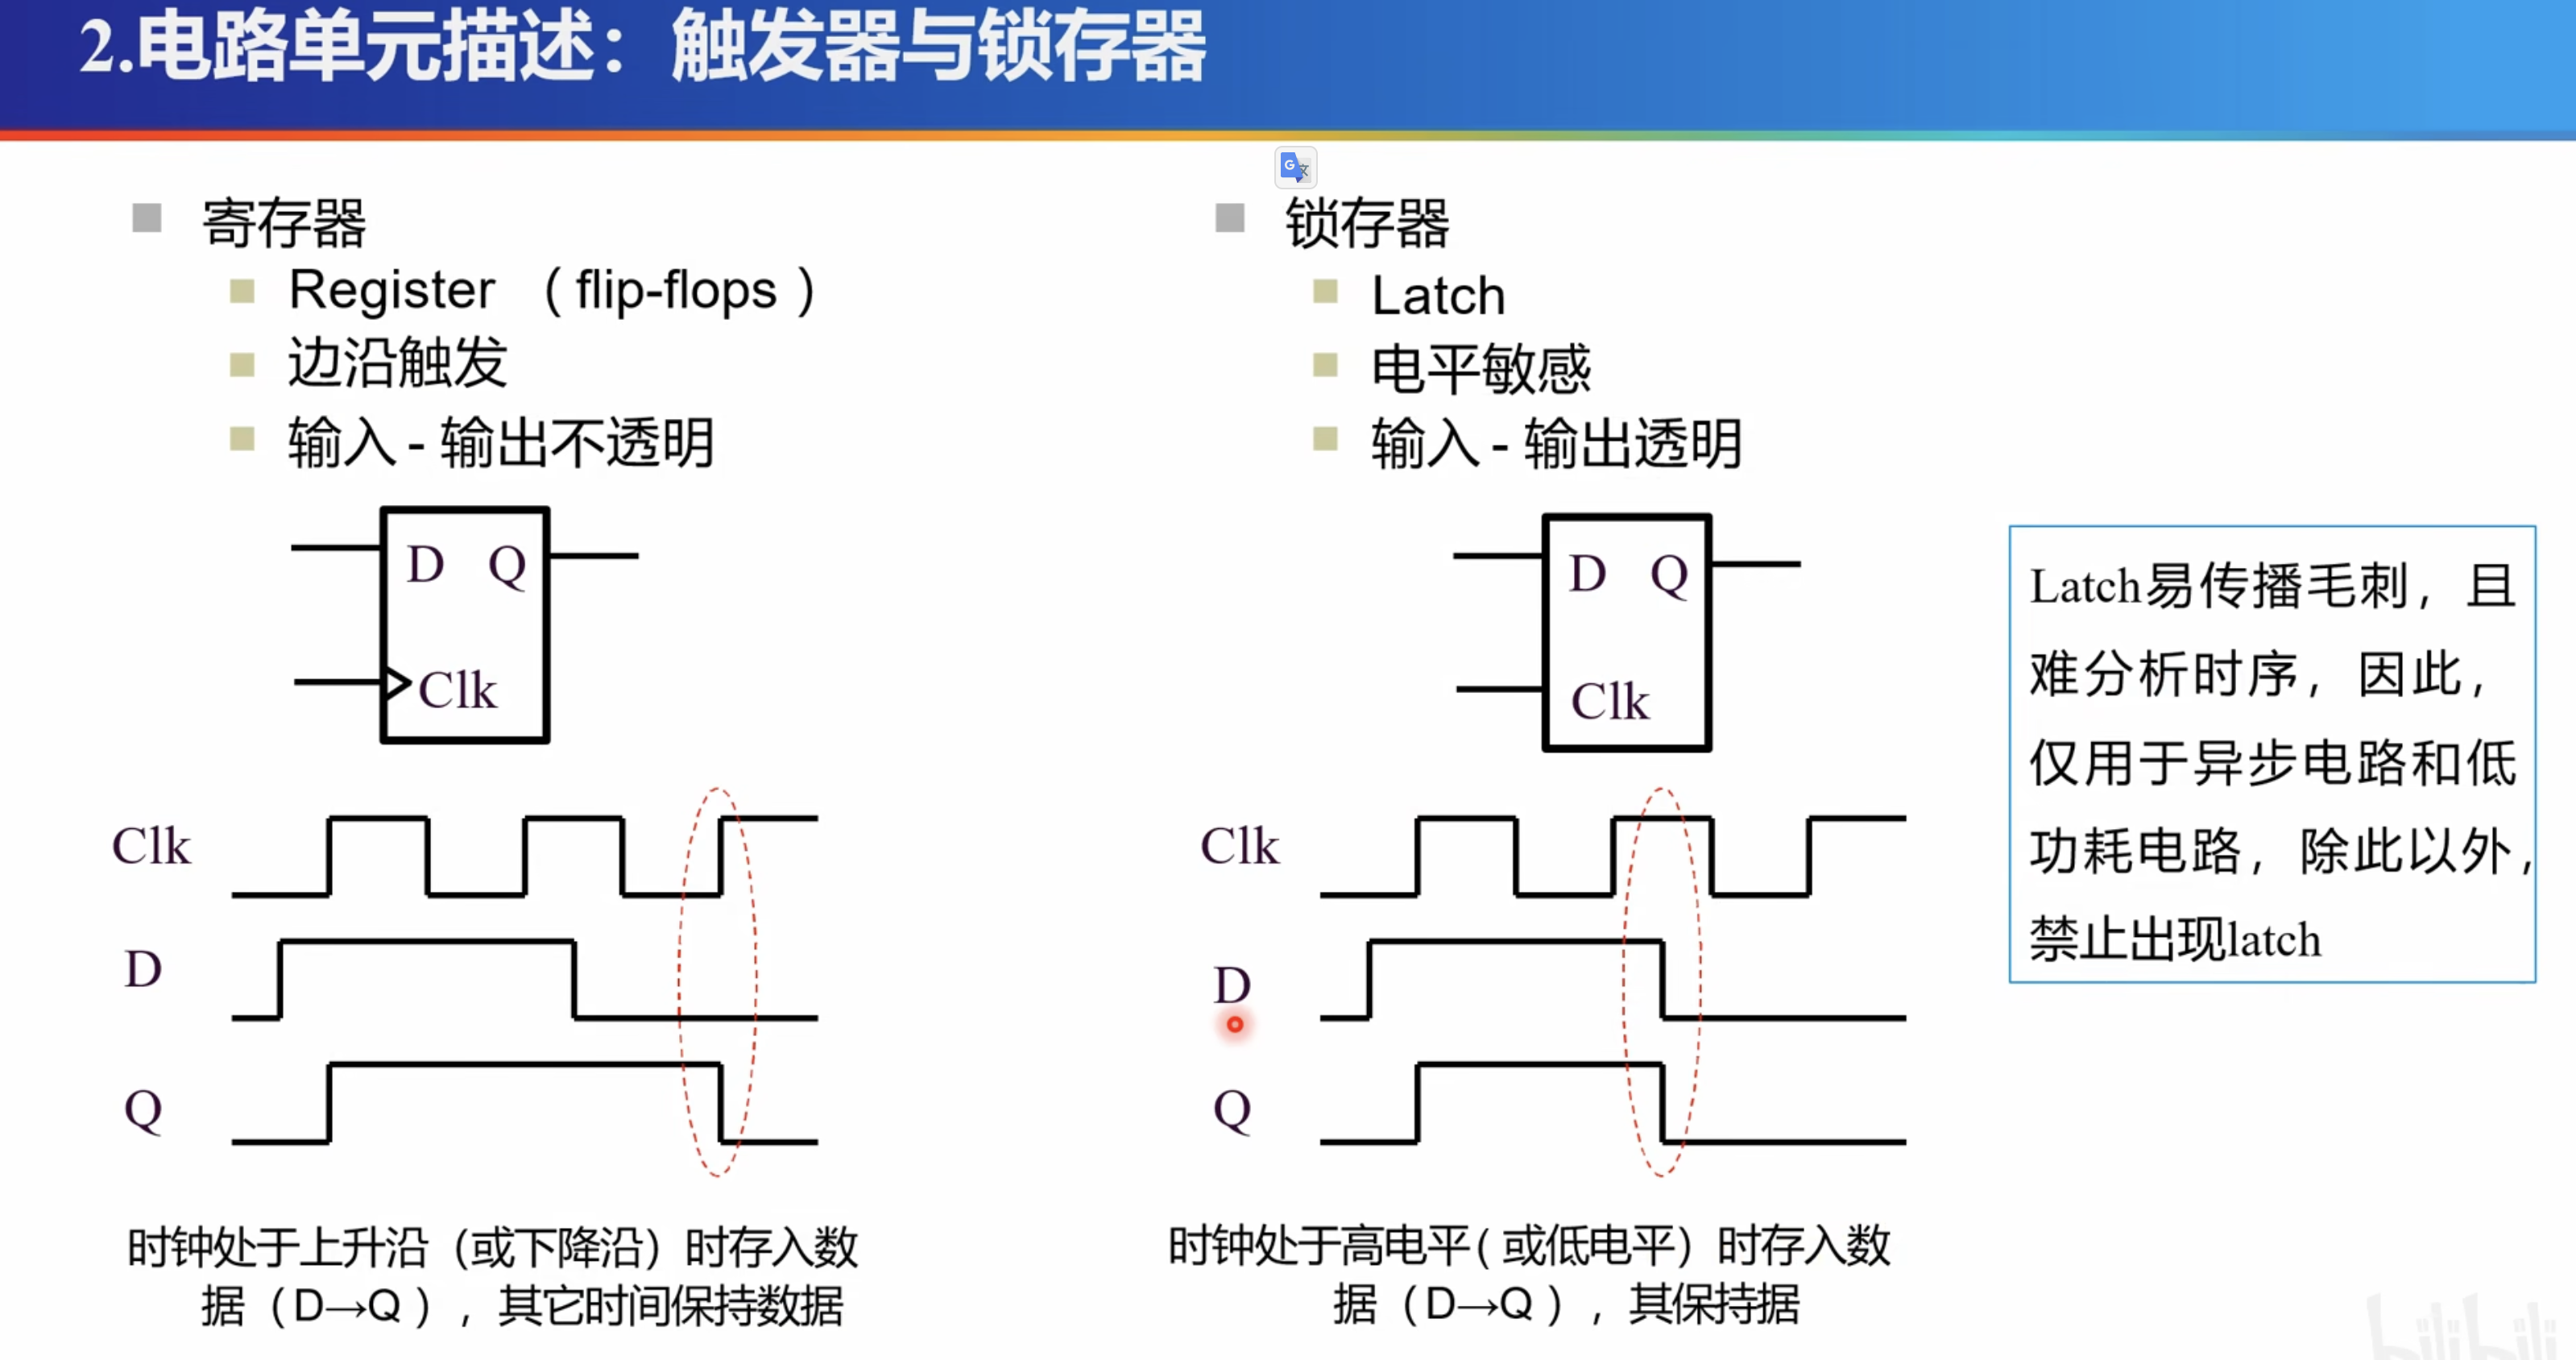 2.电路单元描述：触发器与锁存器
寄存器
Register （flip-flops）
边沿触发
输入-输出不透明
D Q
Clk
Clk
D
Q
时钟处于上升沿（或下降沿）时存入数
据（D→Q），其它时间保持数据
锁存器
Latch
电平敏感
输入-输出透明
D Q
Clk
Clk
D
Q
时钟处于高电平(或低电平）时存入数
据（D→Q），其保持据
Latch易传播毛刺，且
难分析时序，因此，
仅用于异步电路和低
功耗电路，除此以外，
禁止出现latch
G文
bilibili